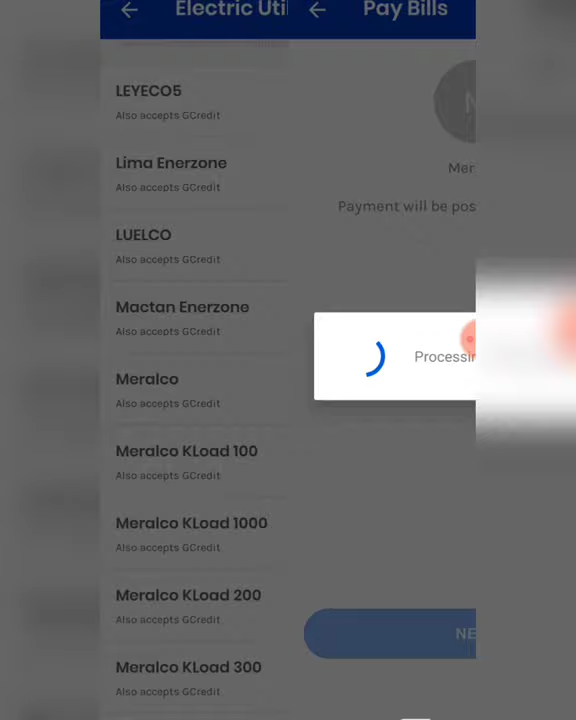 Electric Uti
Pay Bills
LEYECO5
Also accepts GCredit
Lima Enerzone
Also accepts GCredit
LUELCO
Also accepts GCredit
Mactan Enerzone
Also accepts GCredit
Meralco
Also accepts GCredit
Meralco KLoad 100
Also accepts GCredit
Meralco KLoad 1000
Also accepts GCredit
Meralco KLoad 200
Also accepts GCredit
Meralco KLoad 300
Also accepts GCredit
Mer
Payment will be pos
Processin
NE